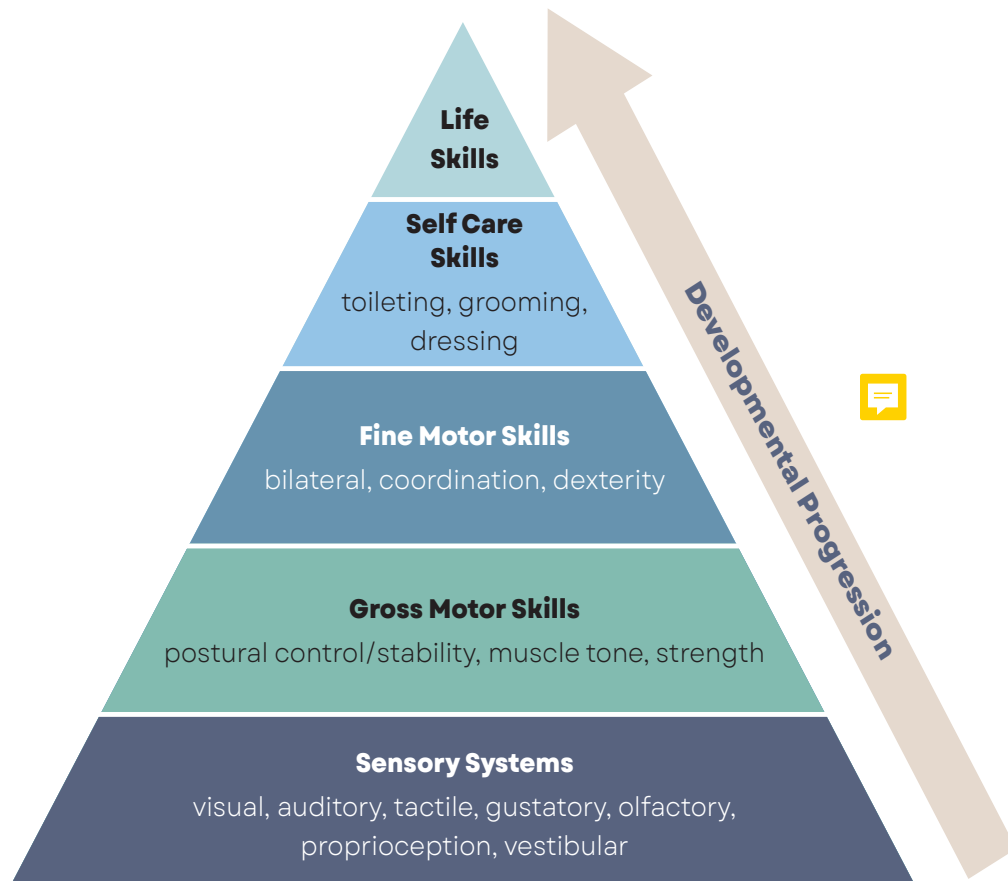 Life
Skills
Self Care
Skills
toileting, grooming,
dressing
Fine Motor Skills
bilateral, coordination, dexterity
Gross Motor Skills
postural control/stability, muscle tone, strength
Sensory Systems
visual, auditory, tactile, gustatory, olfactory,
proprioception, vestibular
Developmental Progression